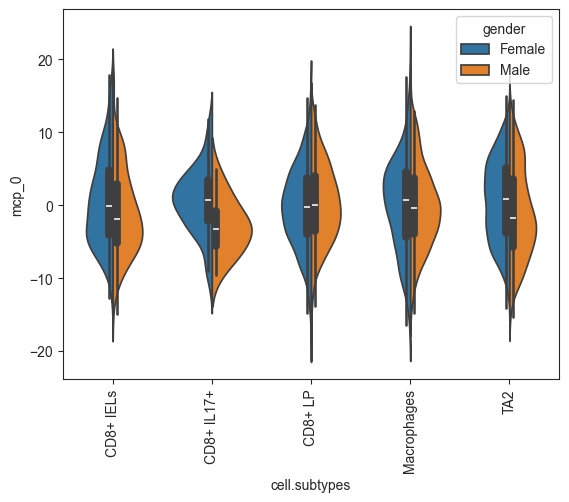 gender
Female
Male
mcp_0
20
10
0
−10
−20
CD8+ IELs
CD8+ IL17+
CD8+ LP
Macrophages
TA2
cell.subtypes